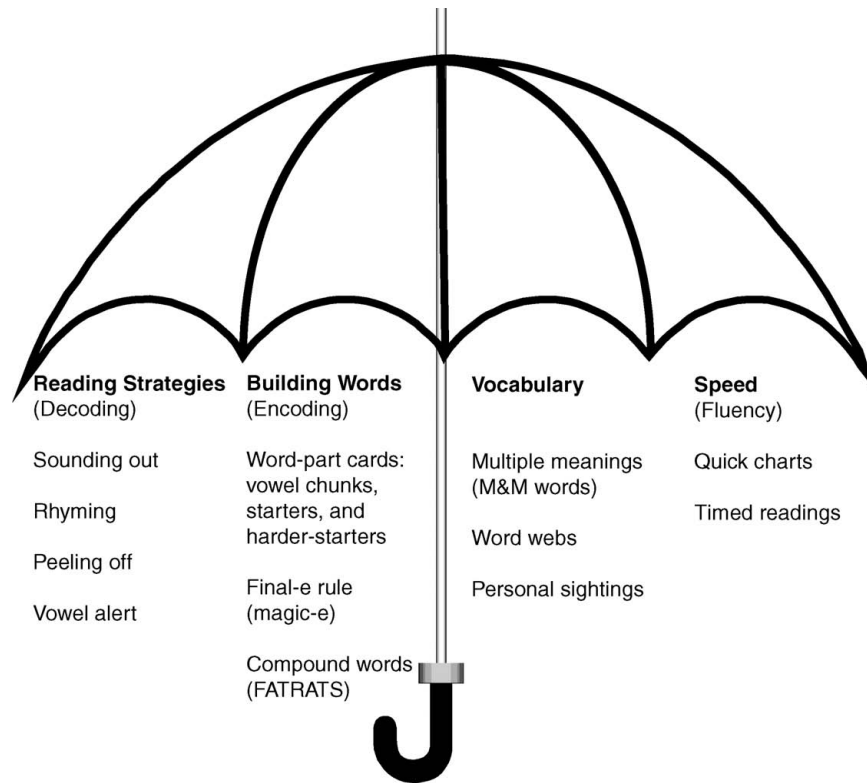 Reading Strategies
(Decoding)
Sounding out
Rhyming
Peeling off
Vowel alert
Building Words
(Encoding)
Word-part cards:
vowel chunks,
starters, and
harder-starters
Final-e rule
(magic-e)
Compound words
(FATRATS)
Vocabulary
Multiple meanings
(M&M words)
Word webs
Personal sightings
Speed
(Fluency)
Quick charts
Timed readings